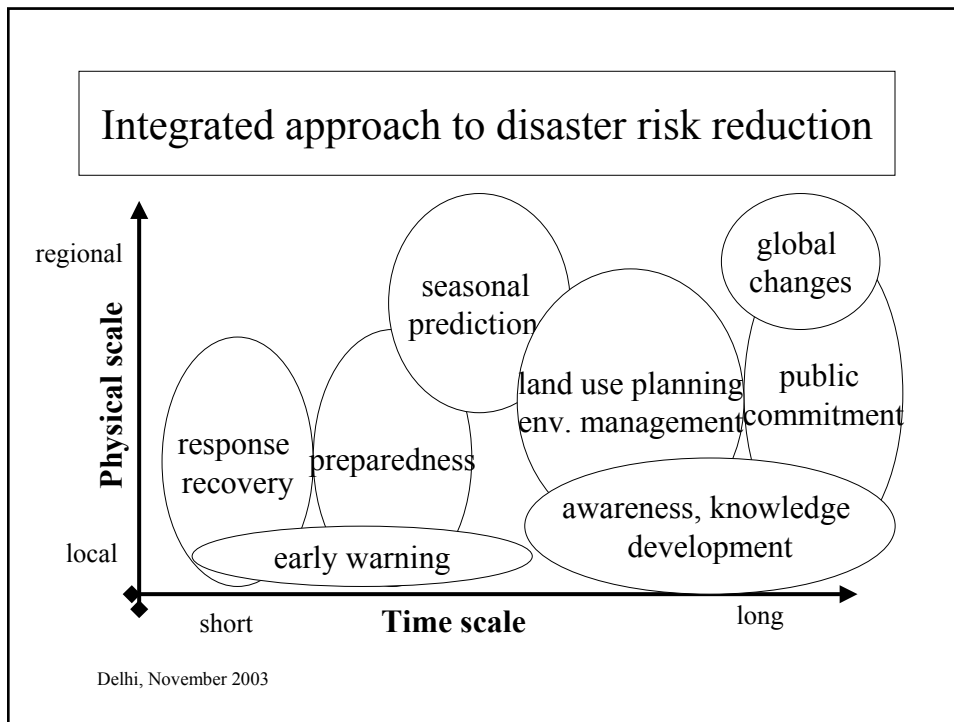 Integrated approach to disaster risk reduction
regional
Physical scale
local
response
recovery
preparedness
early warning
seasonal
prediction
land use planning
env. management
global
changes
public
commitment
awareness, knowledge
development
short
Time scale
long
Delhi, November 2003